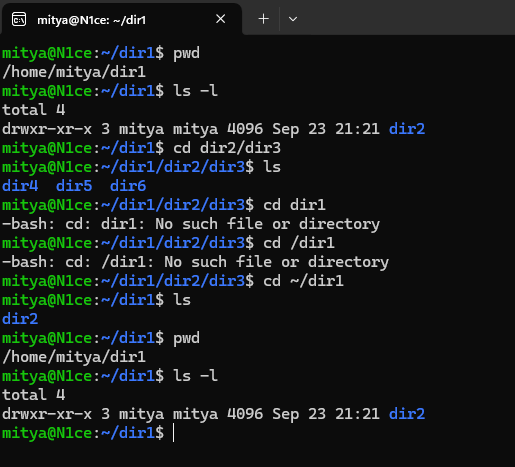 mitya@N1ce: ~/dir1
mitya@N1ce:~/dir1$ pwd
/home/mitya/dir1
mitya@N1ce:~/dir1$ ls -l
total 4
drwxr-xr-x 3 mitya mitya 4096 Sep 23 21:21 dir2
mitya@N1ce:~/dir1$ cd dir2/dir3
mitya@N1ce:~/dir1/dir2/dir3$ ls
dir4  dir5  dir6
mitya@N1ce:~/dir1/dir2/dir3$ cd dir1
-bash: cd: dir1: No such file or directory
mitya@N1ce:~/dir1/dir2/dir3$ cd /dir1
-bash: cd: /dir1: No such file or directory
mitya@N1ce:~/dir1/dir2/dir3$ cd ~/dir1
mitya@N1ce:~/dir1$ ls
dir2
mitya@N1ce:~/dir1$ pwd
/home/mitya/dir1
mitya@N1ce:~/dir1$ ls -l
total 4
drwxr-xr-x 3 mitya mitya 4096 Sep 23 21:21 dir2
mitya@N1ce:~/dir1$